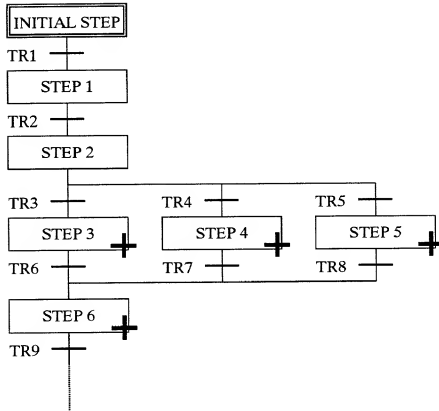 INITIAL STEP
TR1
STEP 1
TR2
STEP 2
TR3 TR4 TR5
STEP 3 STEP 4 STEP 5
TR6 TR7 TR8
STEP 6
TR9